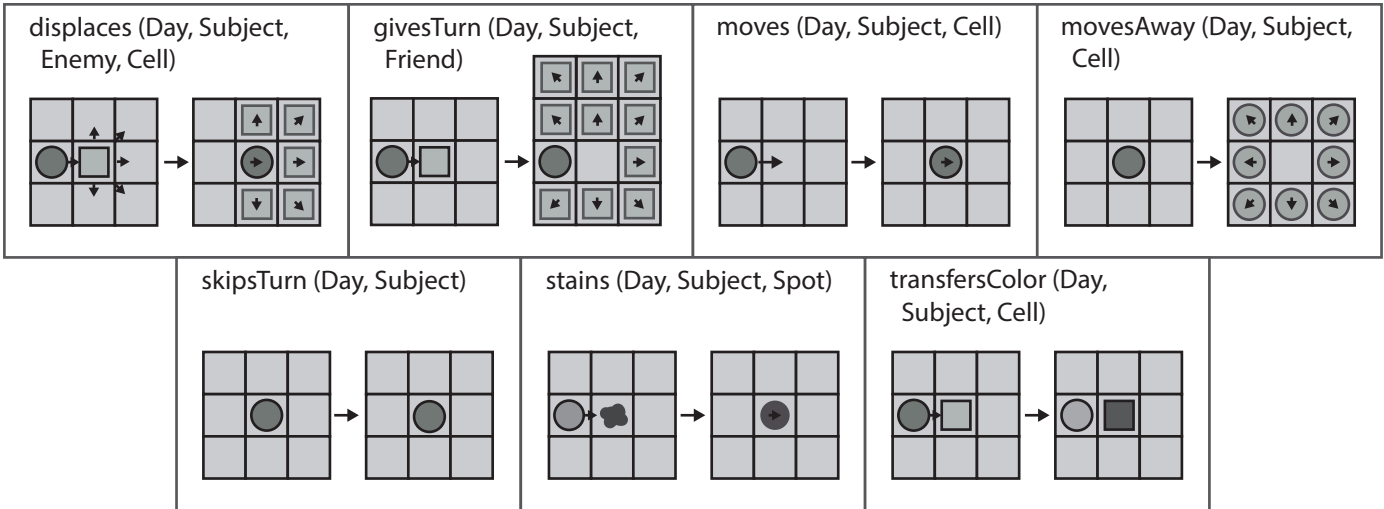 displaces (Day, Subject,
Enemy, Cell)
givesTurn (Day, Subject,
Friend)
moves (Day, Subject, Cell)
movesAway (Day, Subject,
Cell)
skipsTurn (Day, Subject)
stains (Day, Subject, Spot)
transfersColor (Day,
Subject, Cell)